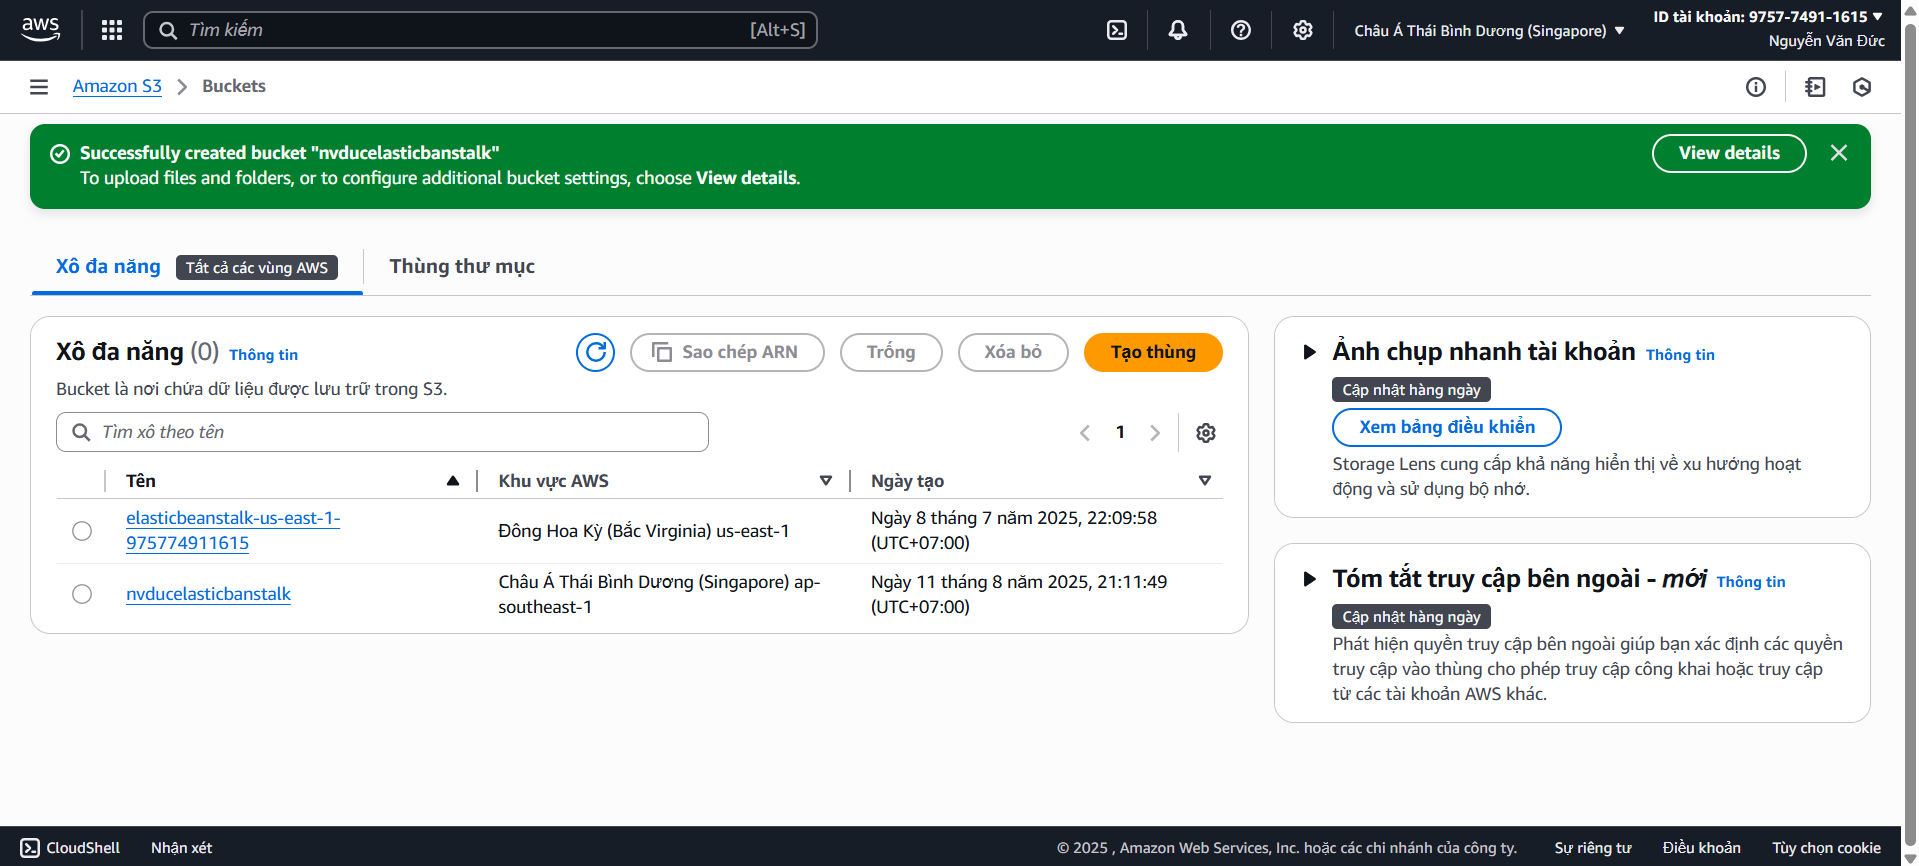 aws
Tìm kiếm
[Alt+S]
Châu Á Thái Bình Dương (Singapore)
ID tài khoản: 9757-7491-1615
Nguyễn Văn Đức
Amazon S3
Buckets
Successfully created bucket "nvducelasticbanstalk"
To upload files and folders, or to configure additional bucket settings, choose View details.
View details
Xô đa năng
Tất cả các vùng AWS
Thùng thư mục
Xô đa năng (0) Thông tin
Sao chép ARN
Trống
Xóa bỏ
Tạo thùng
Bucket là nơi chứa dữ liệu được lưu trữ trong S3.
Tìm xô theo tên
1
Tên
Khu vực AWS
Ngày tạo
elasticbeanstalk-us-east-1-
975774911615
Đông Hoa Kỳ (Bắc Virginia) us-east-1
Ngày 8 tháng 7 năm 2025, 22:09:58
(UTC+07:00)
nvducelasticbanstalk
Châu Á Thái Bình Dương (Singapore) ap-
southeast-1
Ngày 11 tháng 8 năm 2025, 21:11:49
(UTC+07:00)
Ảnh chụp nhanh tài khoản Thông tin
Cập nhật hàng ngày
Xem bảng điều khiển
Storage Lens cung cấp khả năng hiển thị về xu hướng hoạt
động và sử dụng bộ nhớ.
Tóm tắt truy cập bên ngoài - mới Thông tin
Cập nhật hàng ngày
Phát hiện quyền truy cập bên ngoài giúp bạn xác định các quyền
truy cập vào thùng cho phép truy cập công khai hoặc truy cập
từ các tài khoản AWS khác.
CloudShell
Nhận xét
© 2025 , Amazon Web Services, Inc. hoặc các chi nhánh của công ty.
Sự riêng tư
Điều khoản
Tùy chọn cookie